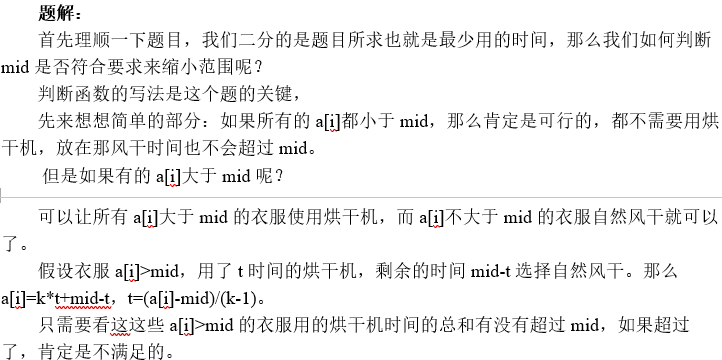 题解：
首先理顺一下题目，我们二分的是题目所求也就是最少用的时间，那么我们如何判断
mid 是否符合要求来缩小范围呢？
判断函数的写法是这个题的关键，
先来想想简单的部分：如果所有的 a[i]都小于 mid，那么肯定是可行的，都不需要用烘
干机，放在那风干时间也不会超过 mid。
但是如果有的 a[i]大于 mid 呢？
可以让所有 a[i]大于 mid 的衣服使用烘干机，而 a[i]不大于 mid 的衣服自然风干就可以
了。
假设衣服 a[i]>mid，用了 t 时间的烘干机，剩余的时间 mid-t 选择自然风干。那么
a[i]=k*t+mid-t，t=(a[i]-mid)/(k-1)。
只需要看这这些 a[i]>mid 的衣服用的烘干机时间的总和有没有超过 mid，如果超过
了，肯定是不满足的。